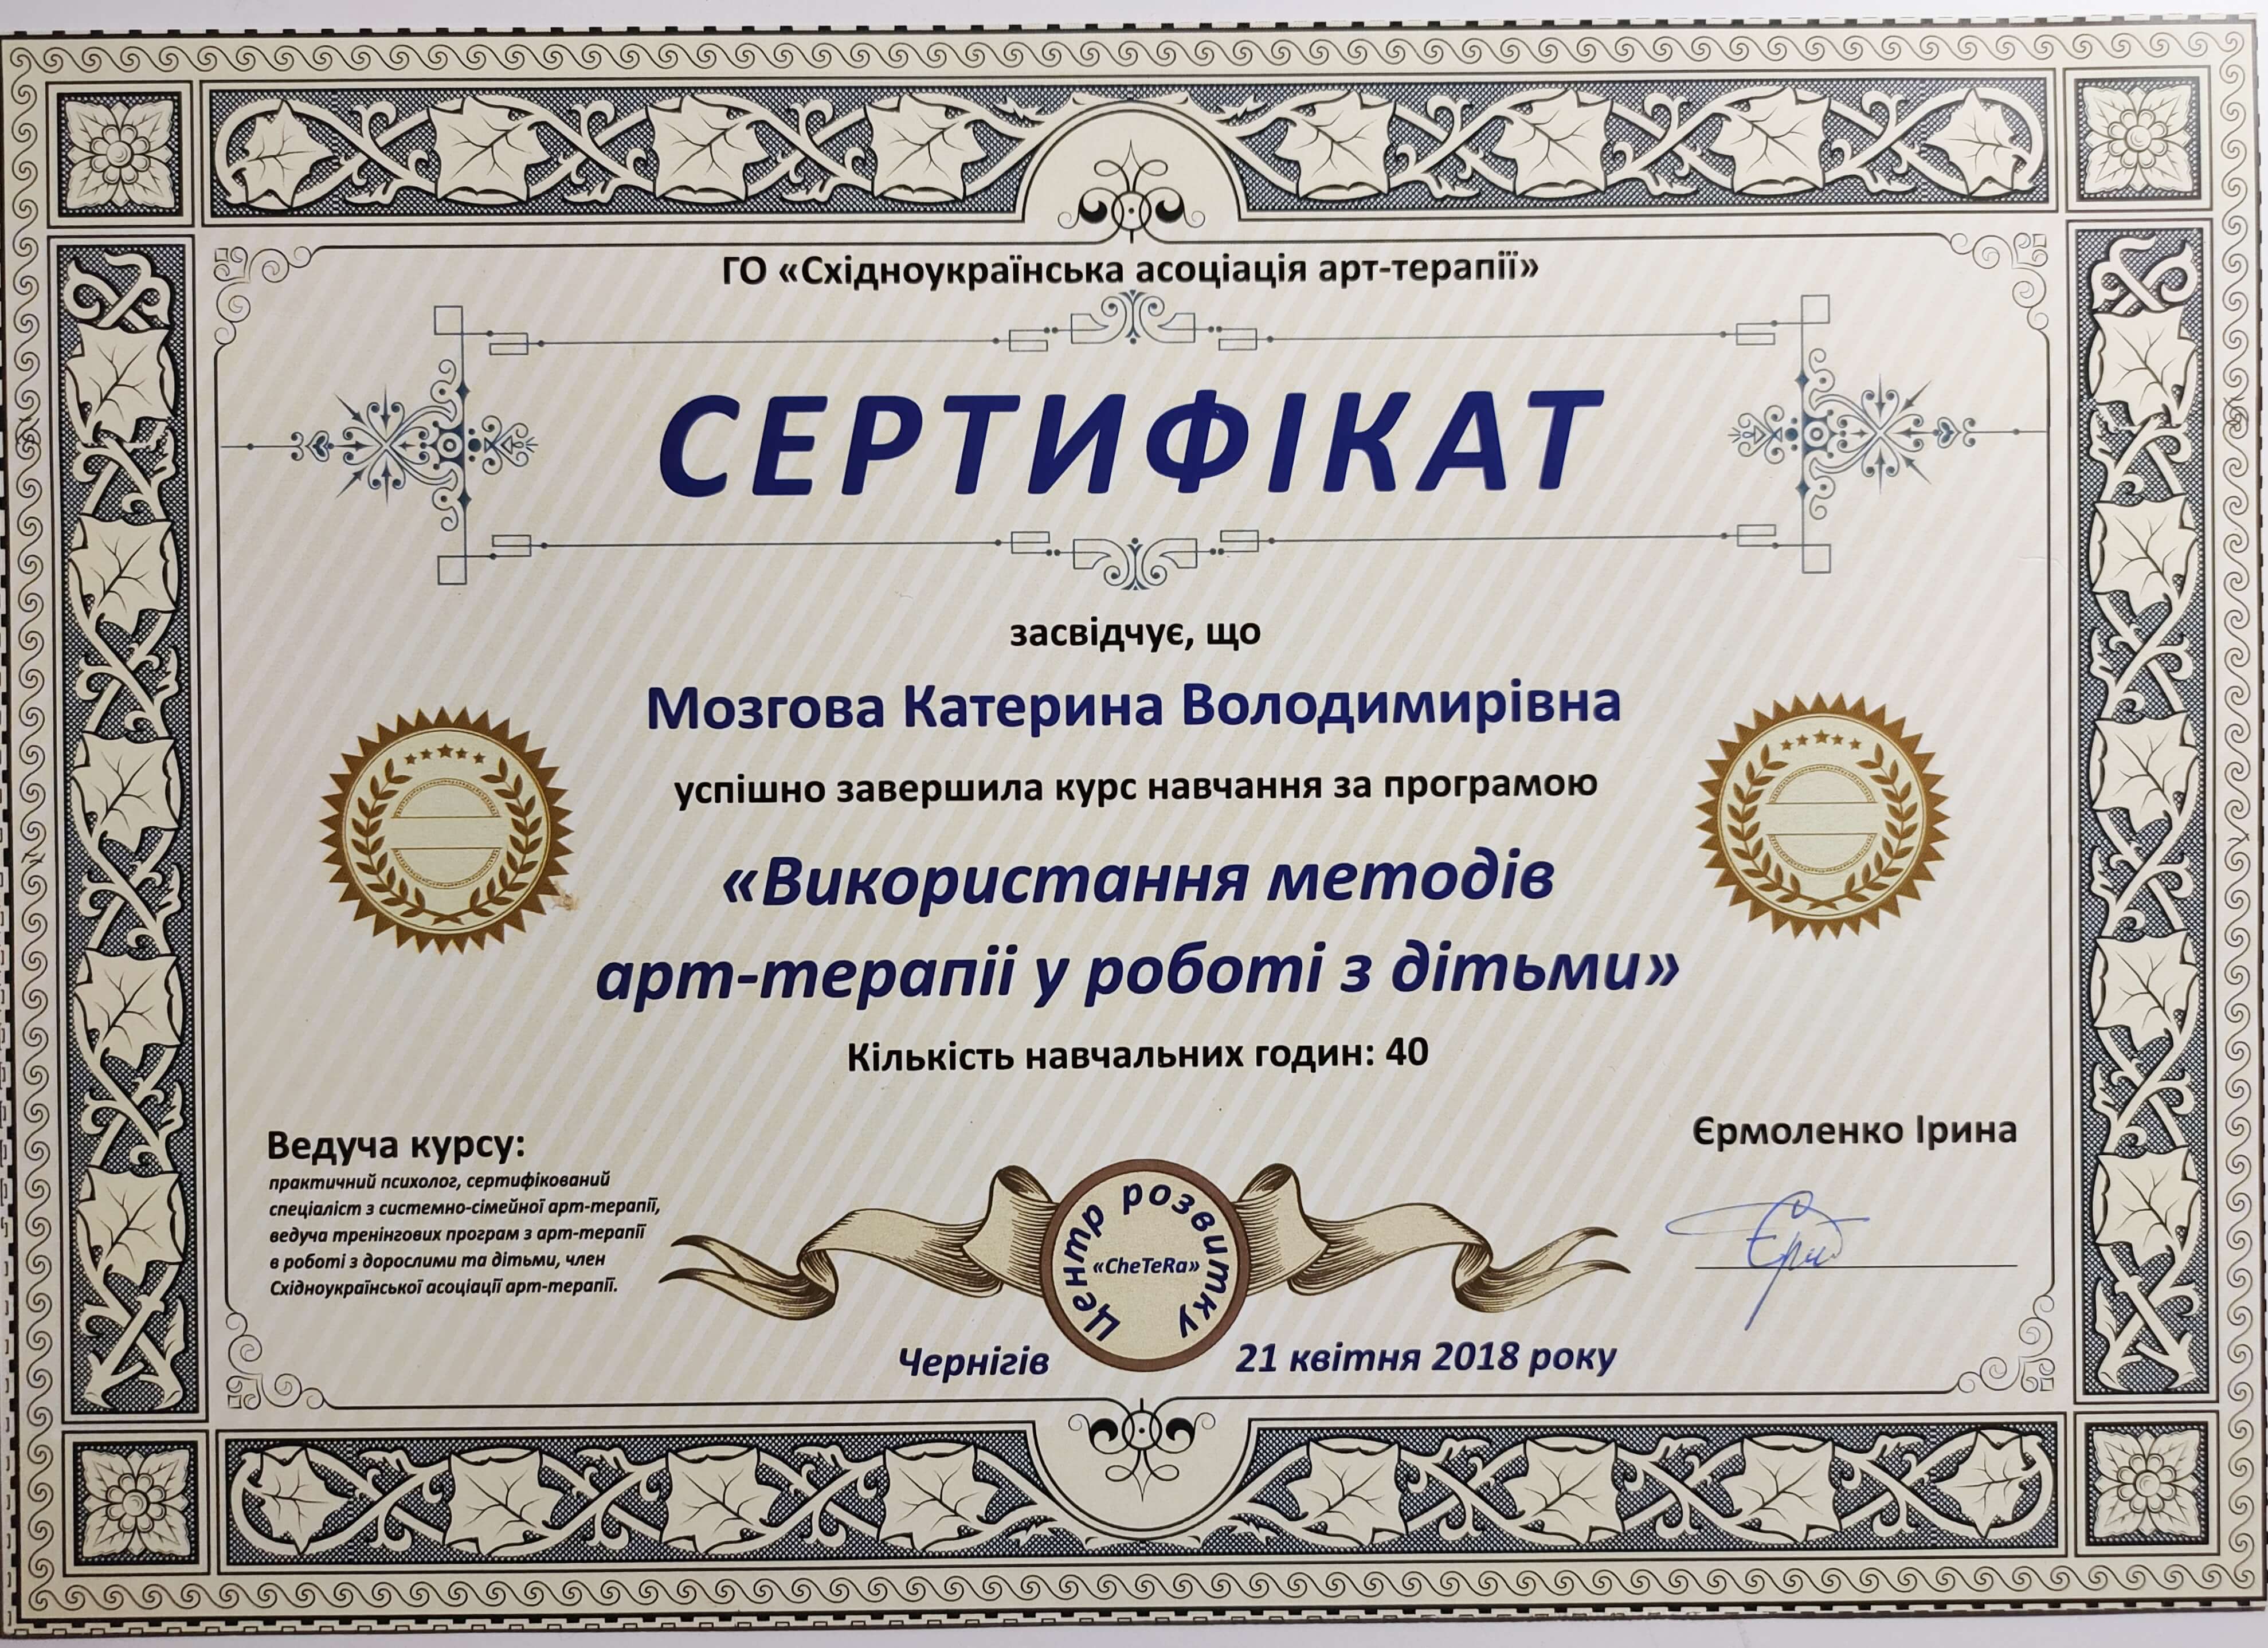 ГО «Східноукраїнська асоціація арт-терапії»
СЕРТИФІКАТ
засвідчує, що
Мозгова Катерина Володимирівна
успішно завершила курс навчання за програмою
«Використання методів
арт-терапіі у роботі з дітьми»
Кількість навчальних годин: 40
Ведуча курсу:
практичний психолог, сертифікований
спеціаліст з системно-сімейної арт-терапії,
ведуча тренінгових програм з арт-терапії
в роботі з дорослими та дітьми, член
Східноукраїнської асоціації арт-терапії.
Єрмоленко Ірина
Центр розвитку
«CheTeRa»
Чернігів
21 квітня 2018 року